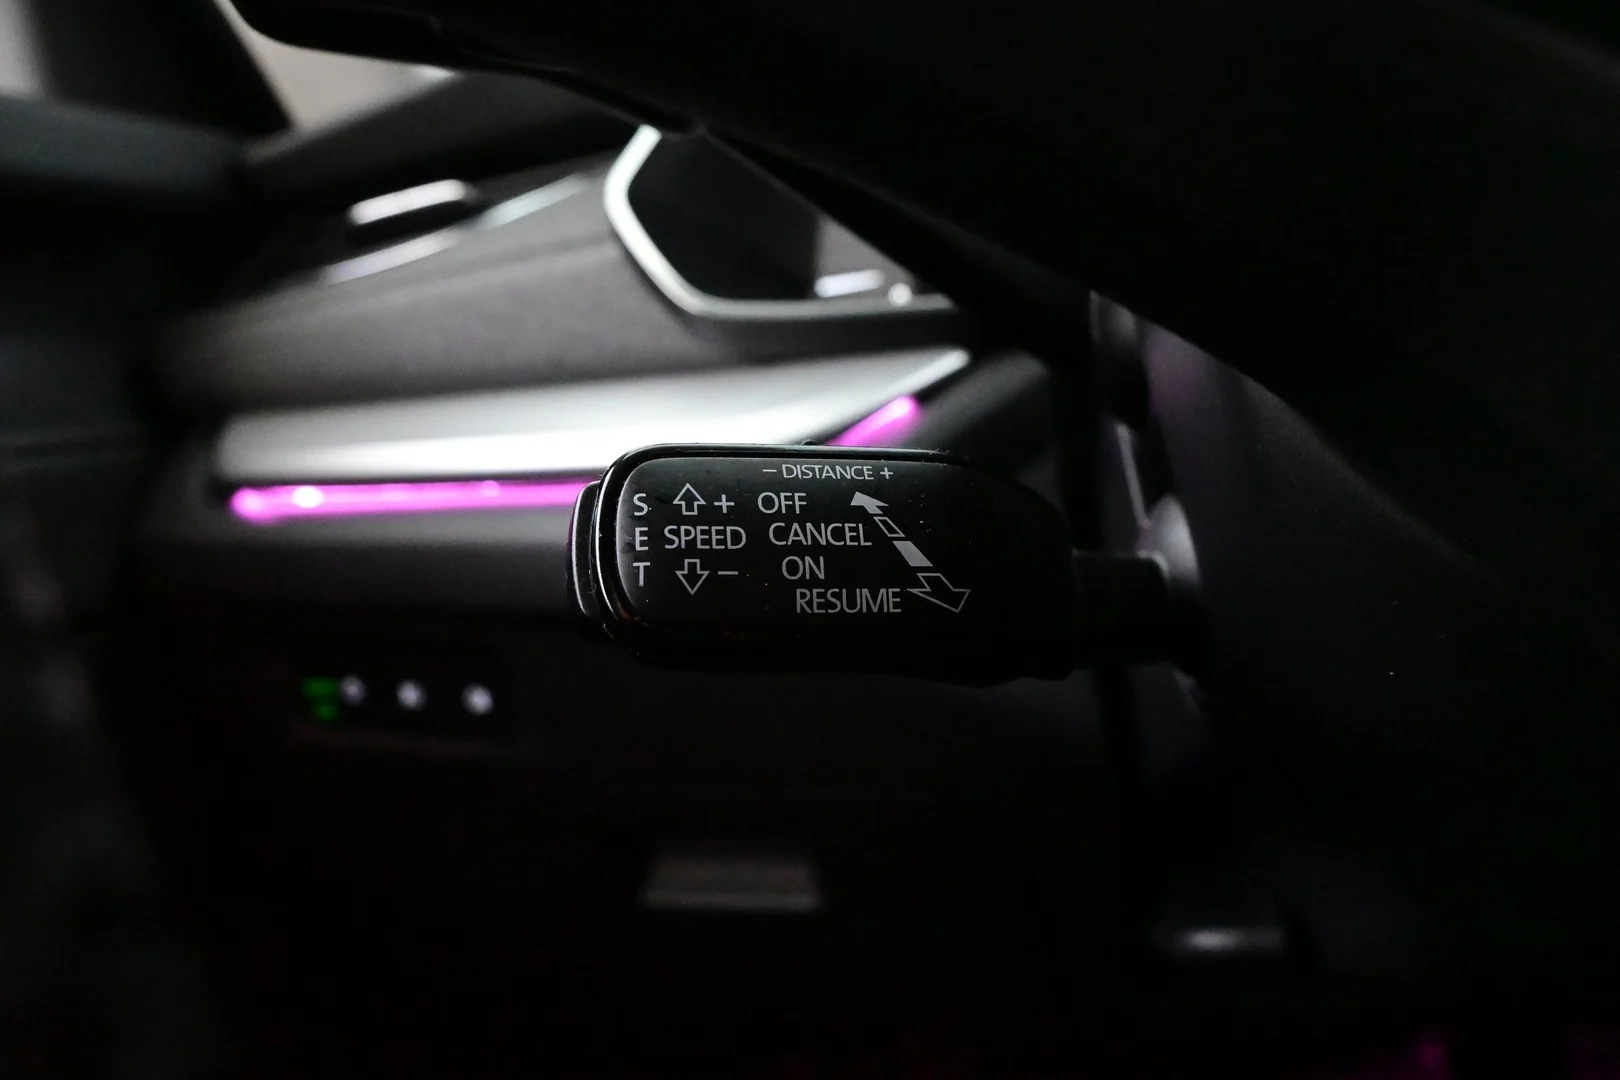 − DISTANCE +
S
E
T
+
SPEED
−
OFF
CANCEL
ON
RESUME